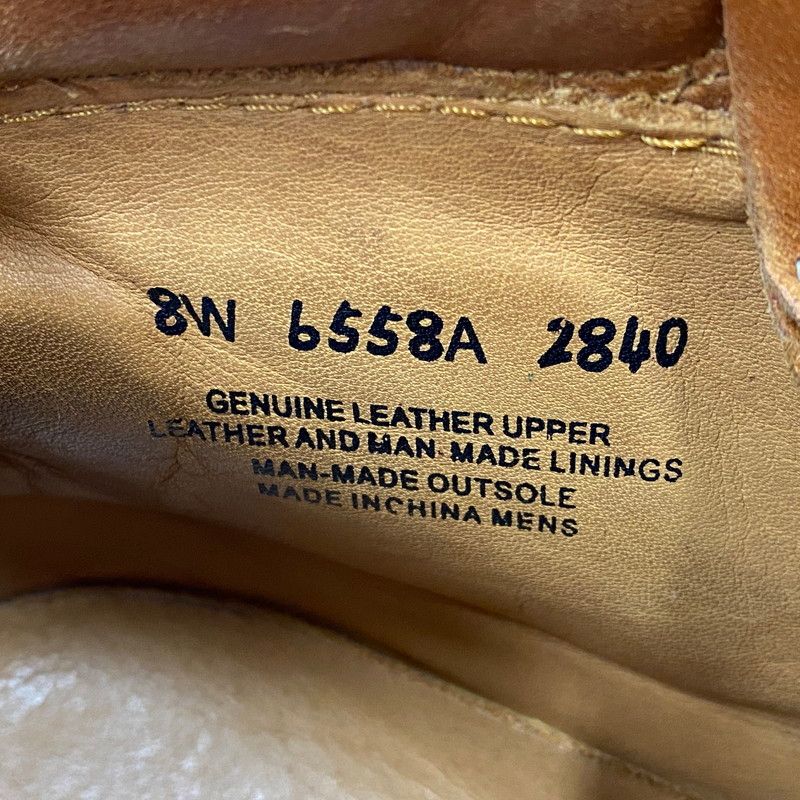 8W 6558A 2840
GENUINE LEATHER UPPER
LEATHER AND MAN-MADE LININGS
MAN-MADE OUTSOLE
MADE IN CHINA MENS